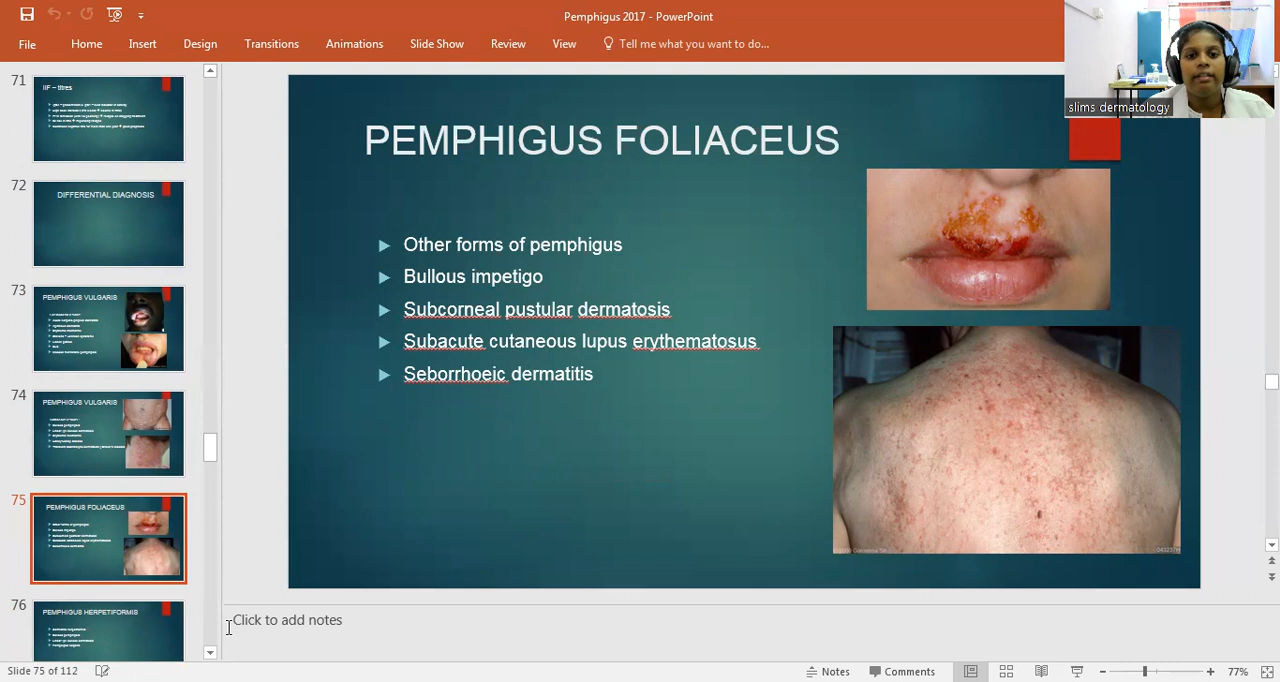 Pemphigus 2017 - PowerPoint
File Home Insert Design Transitions Animations Slide Show Review View Tell me what you want to do...
slims dermatology
71
IIF – titres
72
DIFFERENTIAL DIAGNOSIS
73
PEMPHIGUS VULGARIS
74
PEMPHIGUS VULGARIS
75
PEMPHIGUS FOLIACEUS
76
PEMPHIGUS HERPETIFORMIS
PEMPHIGUS FOLIACEUS
Other forms of pemphigus
Bullous impetigo
Subcorneal pustular dermatosis
Subacute cutaneous lupus erythematosus
Seborrhoeic dermatitis
Click to add notes
Slide 75 of 112
Notes Comments 77%